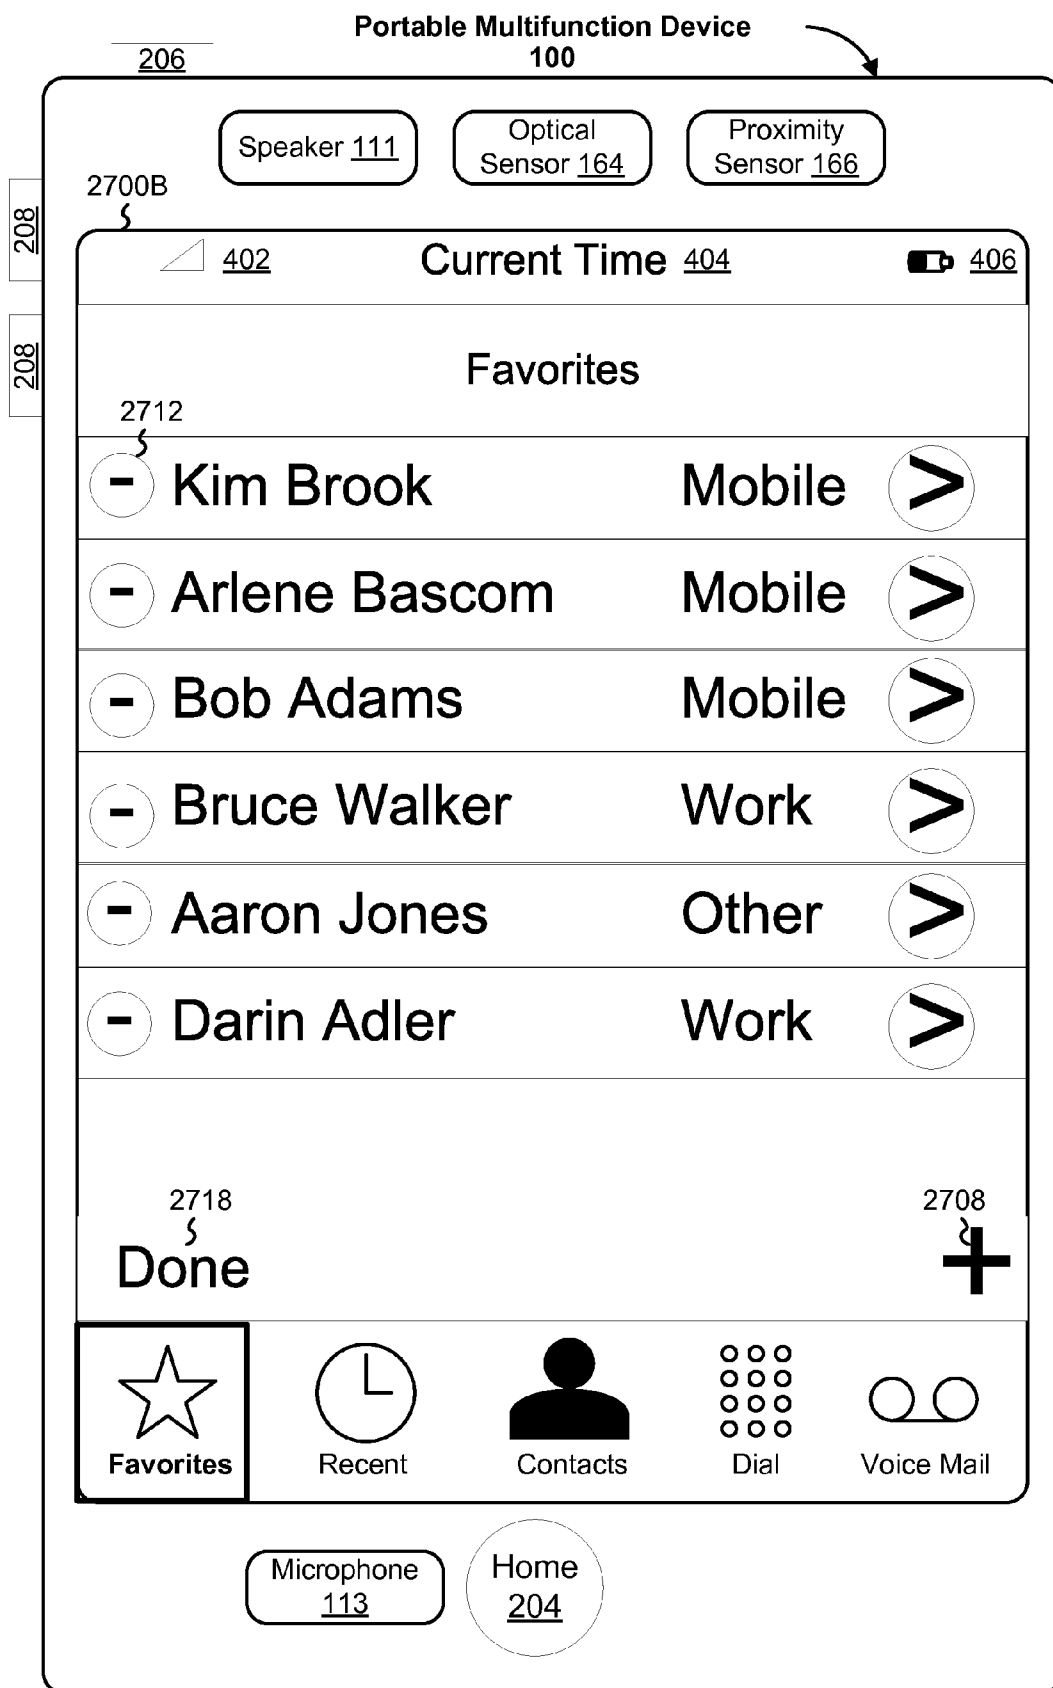 Portable Multifunction Device
100
206
Speaker 111
Optical
Sensor 164
Proximity
Sensor 166
2700B
208
402 Current Time 404 406
208
Favorites
2712
- Kim Brook Mobile >
- Arlene Bascom Mobile >
- Bob Adams Mobile >
- Bruce Walker Work >
- Aaron Jones Other >
- Darin Adler Work >
2718 2708
Done +
Favorites Recent Contacts Dial Voice Mail
Microphone
113
Home
204